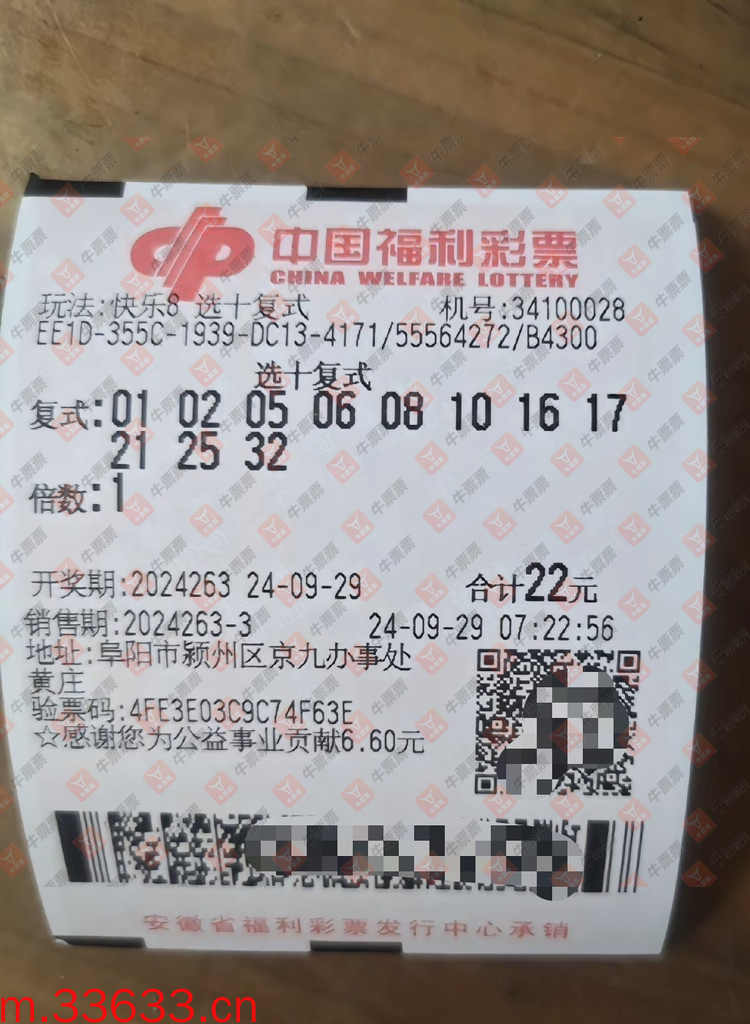 中国福利彩票
CHINA WELFARE LOTTERY
玩法:快乐8 选十复式 机号:34100028
EE1D-355C-1939-DC13-4171/55564272/B4300
选十复式
复式:01 02 05 06 08 10 16 17
21 25 32
倍数:1
开奖期:2024263 24-09-29 合计22元
销售期:2024263-3 24-09-29 07:22:56
地址:阜阳市颍州区京九办事处
黄庄
验票码:4FE3E03C9C74F63E
☆感谢您为公益事业贡献6.60元
安徽省福利彩票发行中心承销
m.33633.cn
牛票票